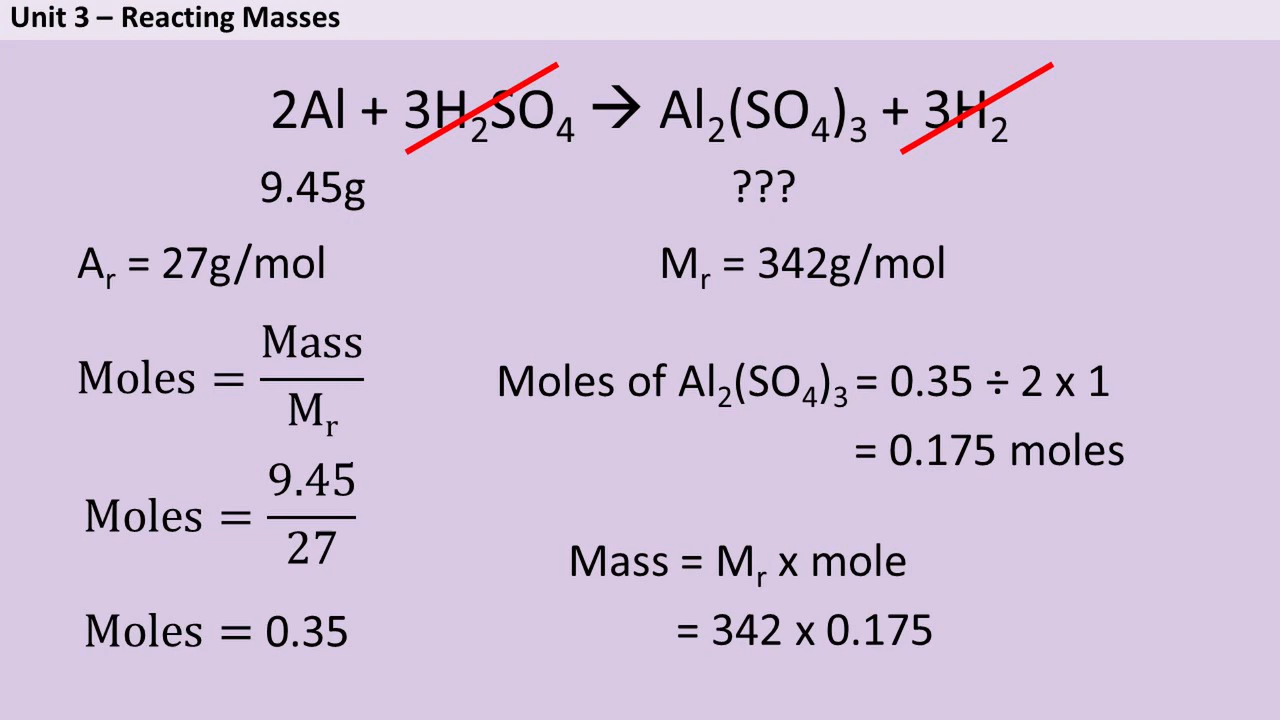 Unit 3 – Reacting Masses
2Al + 3H₂SO₄ → Al₂(SO₄)₃ + 3H₂
9.45g ???
Aᵣ = 27g/mol Mᵣ = 342g/mol
Moles = Mass / Mᵣ
Moles of Al₂(SO₄)₃ = 0.35 ÷ 2 x 1
= 0.175 moles
Moles = 9.45 / 27
Mass = Mᵣ x mole
Moles = 0.35
= 342 x 0.175